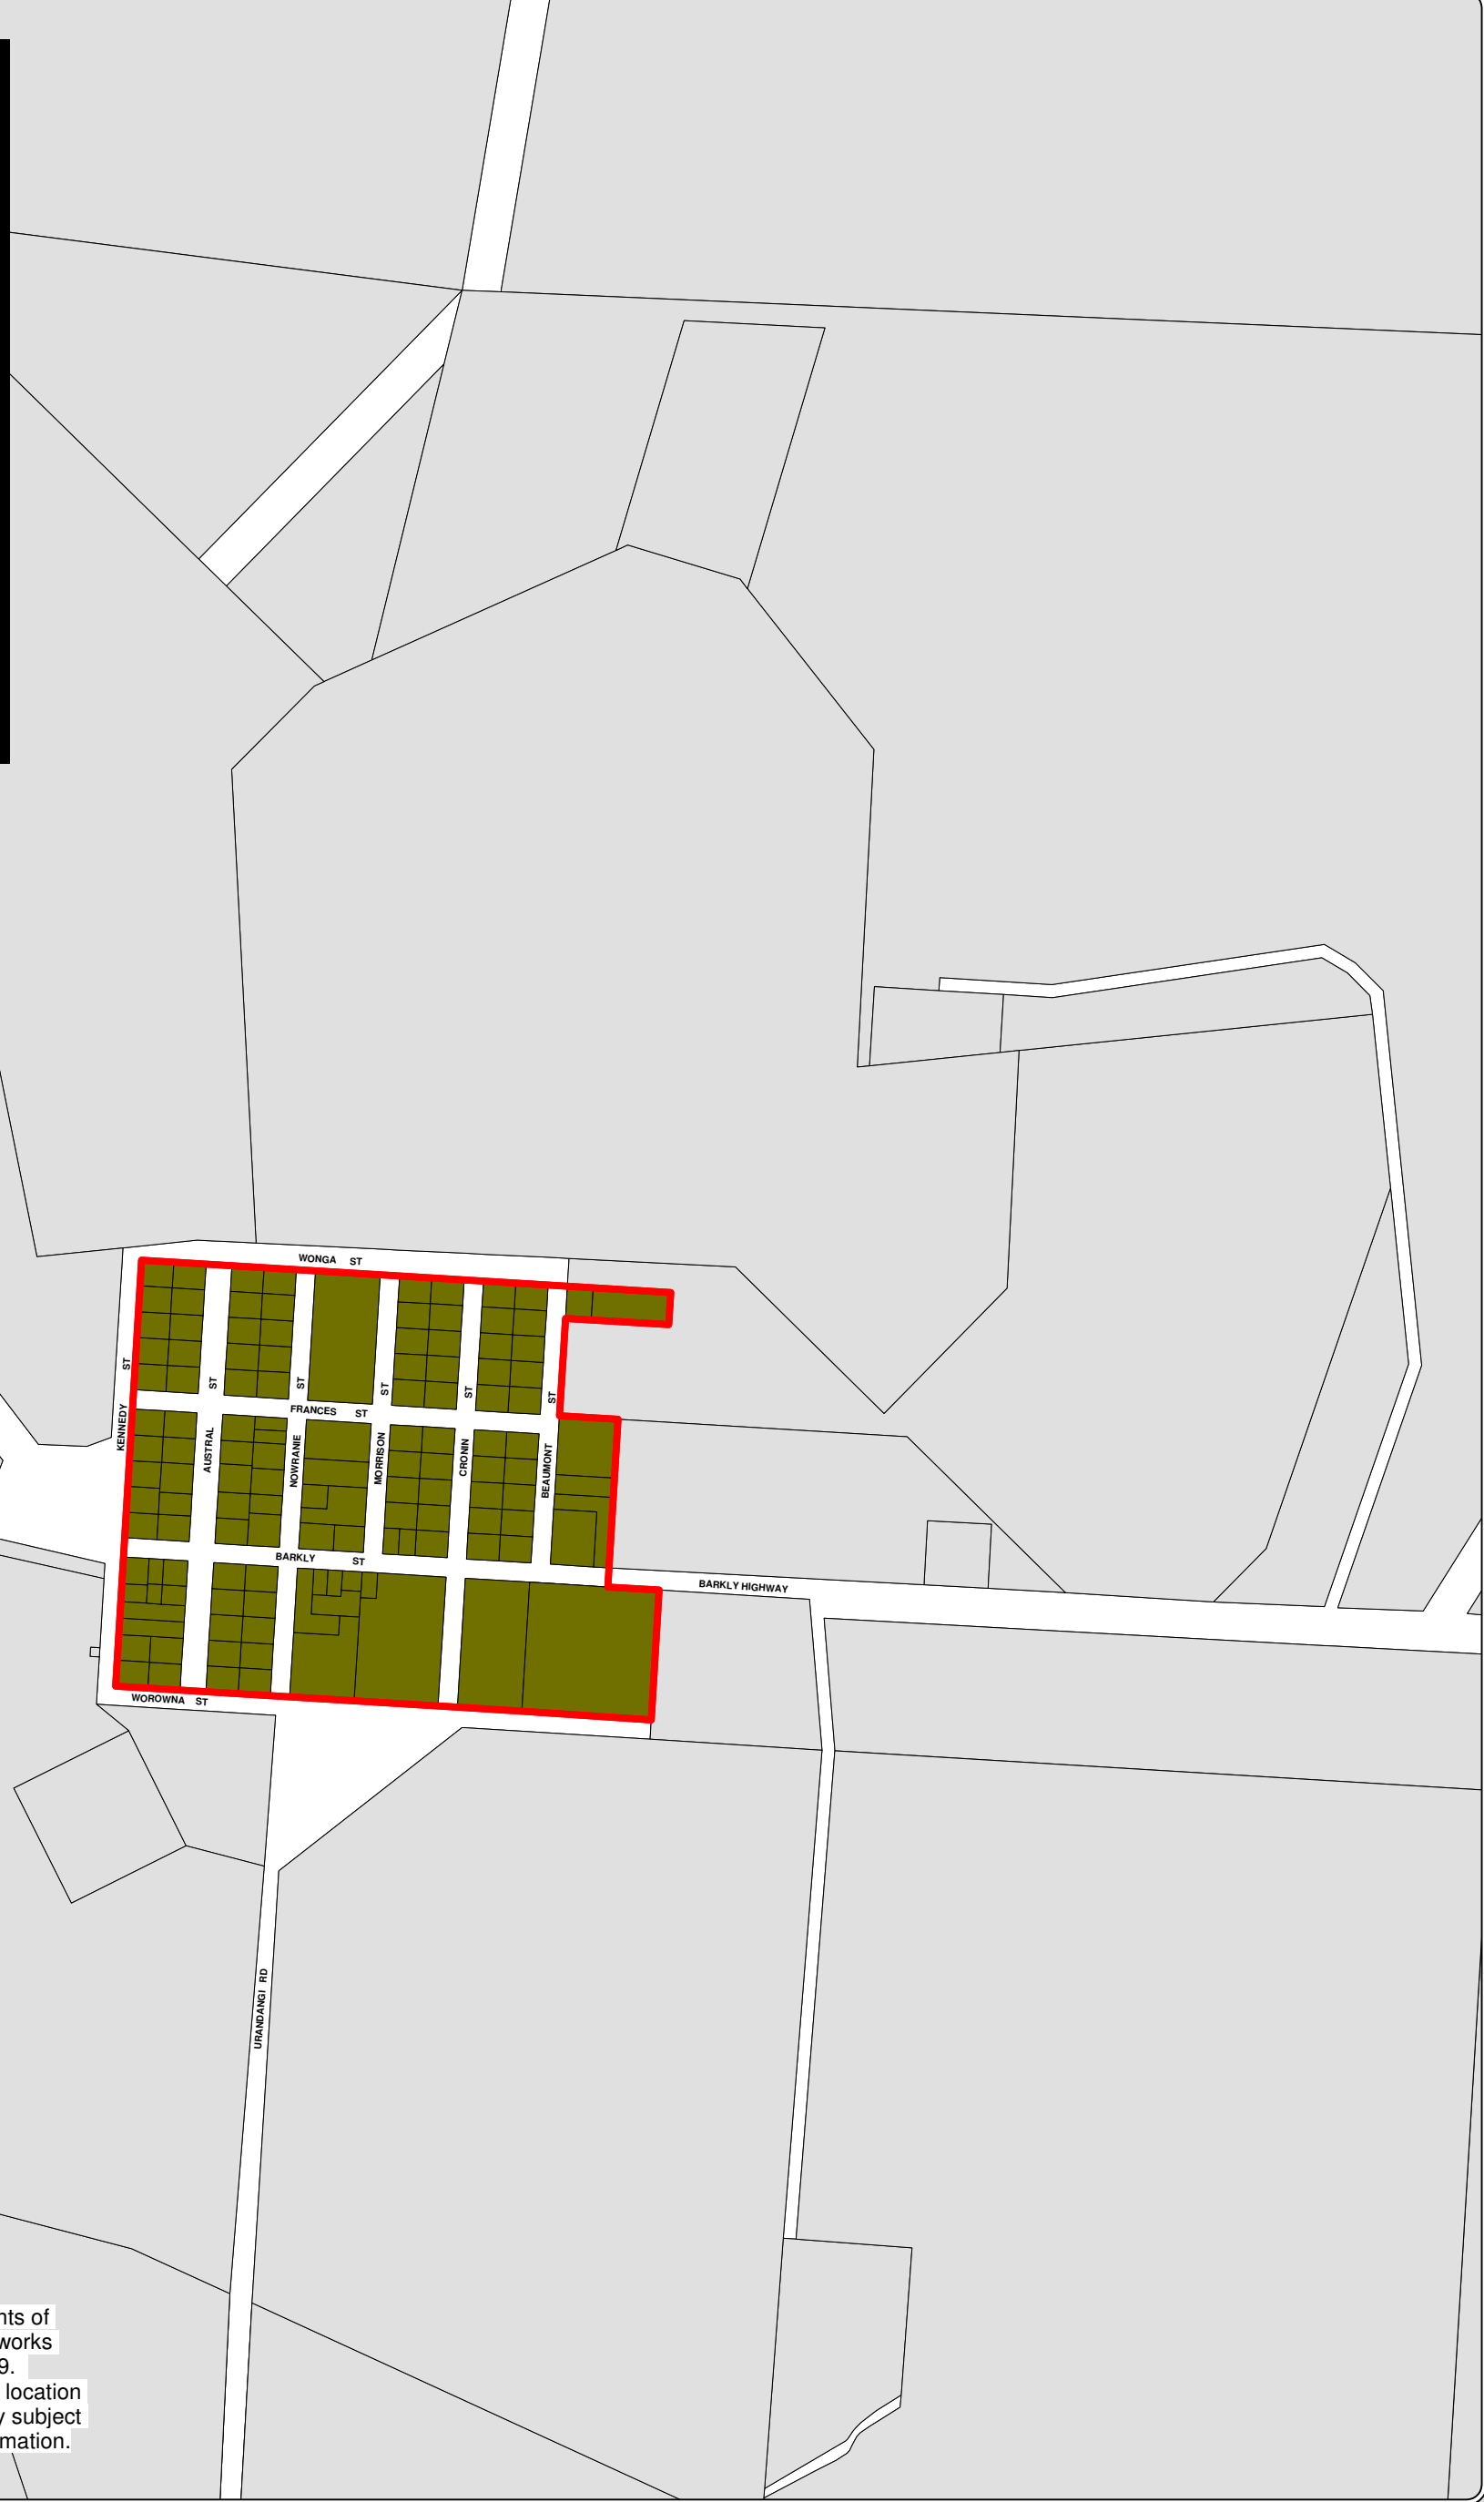 WONGA ST
KENNEDY ST
AUSTRAL ST
NOWRANIE ST
MORRISON ST
CRONIN ST
BEAUMONT ST
FRANCES ST
BARKLY ST
BARKLY HIGHWAY
WOROWNA ST
URANDANGI RD
nts of
works
9.
location
y subject
mation.